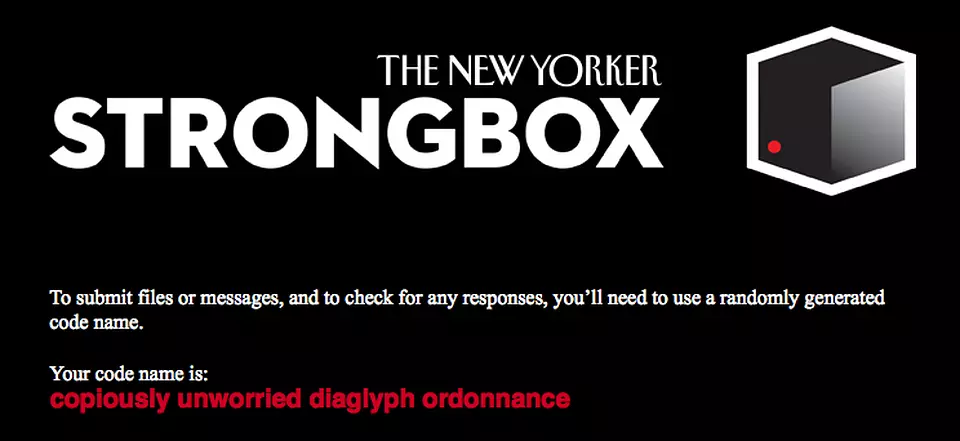 THE NEW YORKER
STRONGBOX
To submit files or messages, and to check for any responses, you’ll need to use a randomly generated
code name.
Your code name is:
copiously unworried diaglyph ordonnance